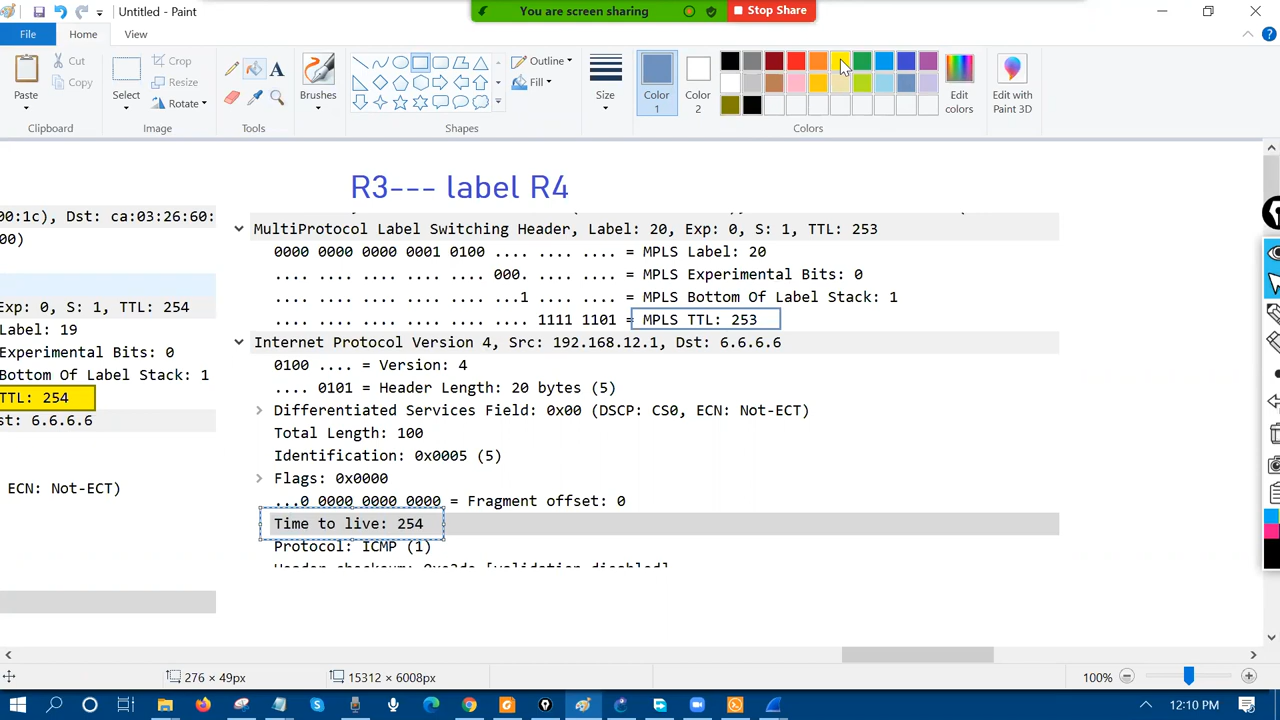 Untitled - Paint
You are screen sharing
Stop Share
File
Home
View
Paste
Cut
Copy
Clipboard
Select
Crop
Resize
Rotate
Image
A
Tools
Brushes
Outline
Fill
Shapes
Size
Color
1
Color
2
Edit
colors
Colors
Edit with
Paint 3D
R3--- label R4
00:1c), Dst: ca:03:26:60:
00)
Exp: 0, S: 1, TTL: 254
Label: 19
Experimental Bits: 0
Bottom Of Label Stack: 1
TTL: 254
st: 6.6.6.6
ECN: Not-ECT)
MultiProtocol Label Switching Header, Label: 20, Exp: 0, S: 1, TTL: 253
0000 0000 0000 0001 0100 .... .... .... = MPLS Label: 20
.... .... .... .... .... 000. .... .... = MPLS Experimental Bits: 0
.... .... .... .... .... ...1 .... .... = MPLS Bottom Of Label Stack: 1
.... .... .... .... .... .... 1111 1101 = MPLS TTL: 253
Internet Protocol Version 4, Src: 192.168.12.1, Dst: 6.6.6.6
0100 .... = Version: 4
.... 0101 = Header Length: 20 bytes (5)
Differentiated Services Field: 0x00 (DSCP: CS0, ECN: Not-ECT)
Total Length: 100
Identification: 0x0005 (5)
Flags: 0x0000
...0 0000 0000 0000 = Fragment offset: 0
Time to live: 254
Protocol: ICMP (1)
276 × 49px
15312 × 6008px
100%
12:10 PM